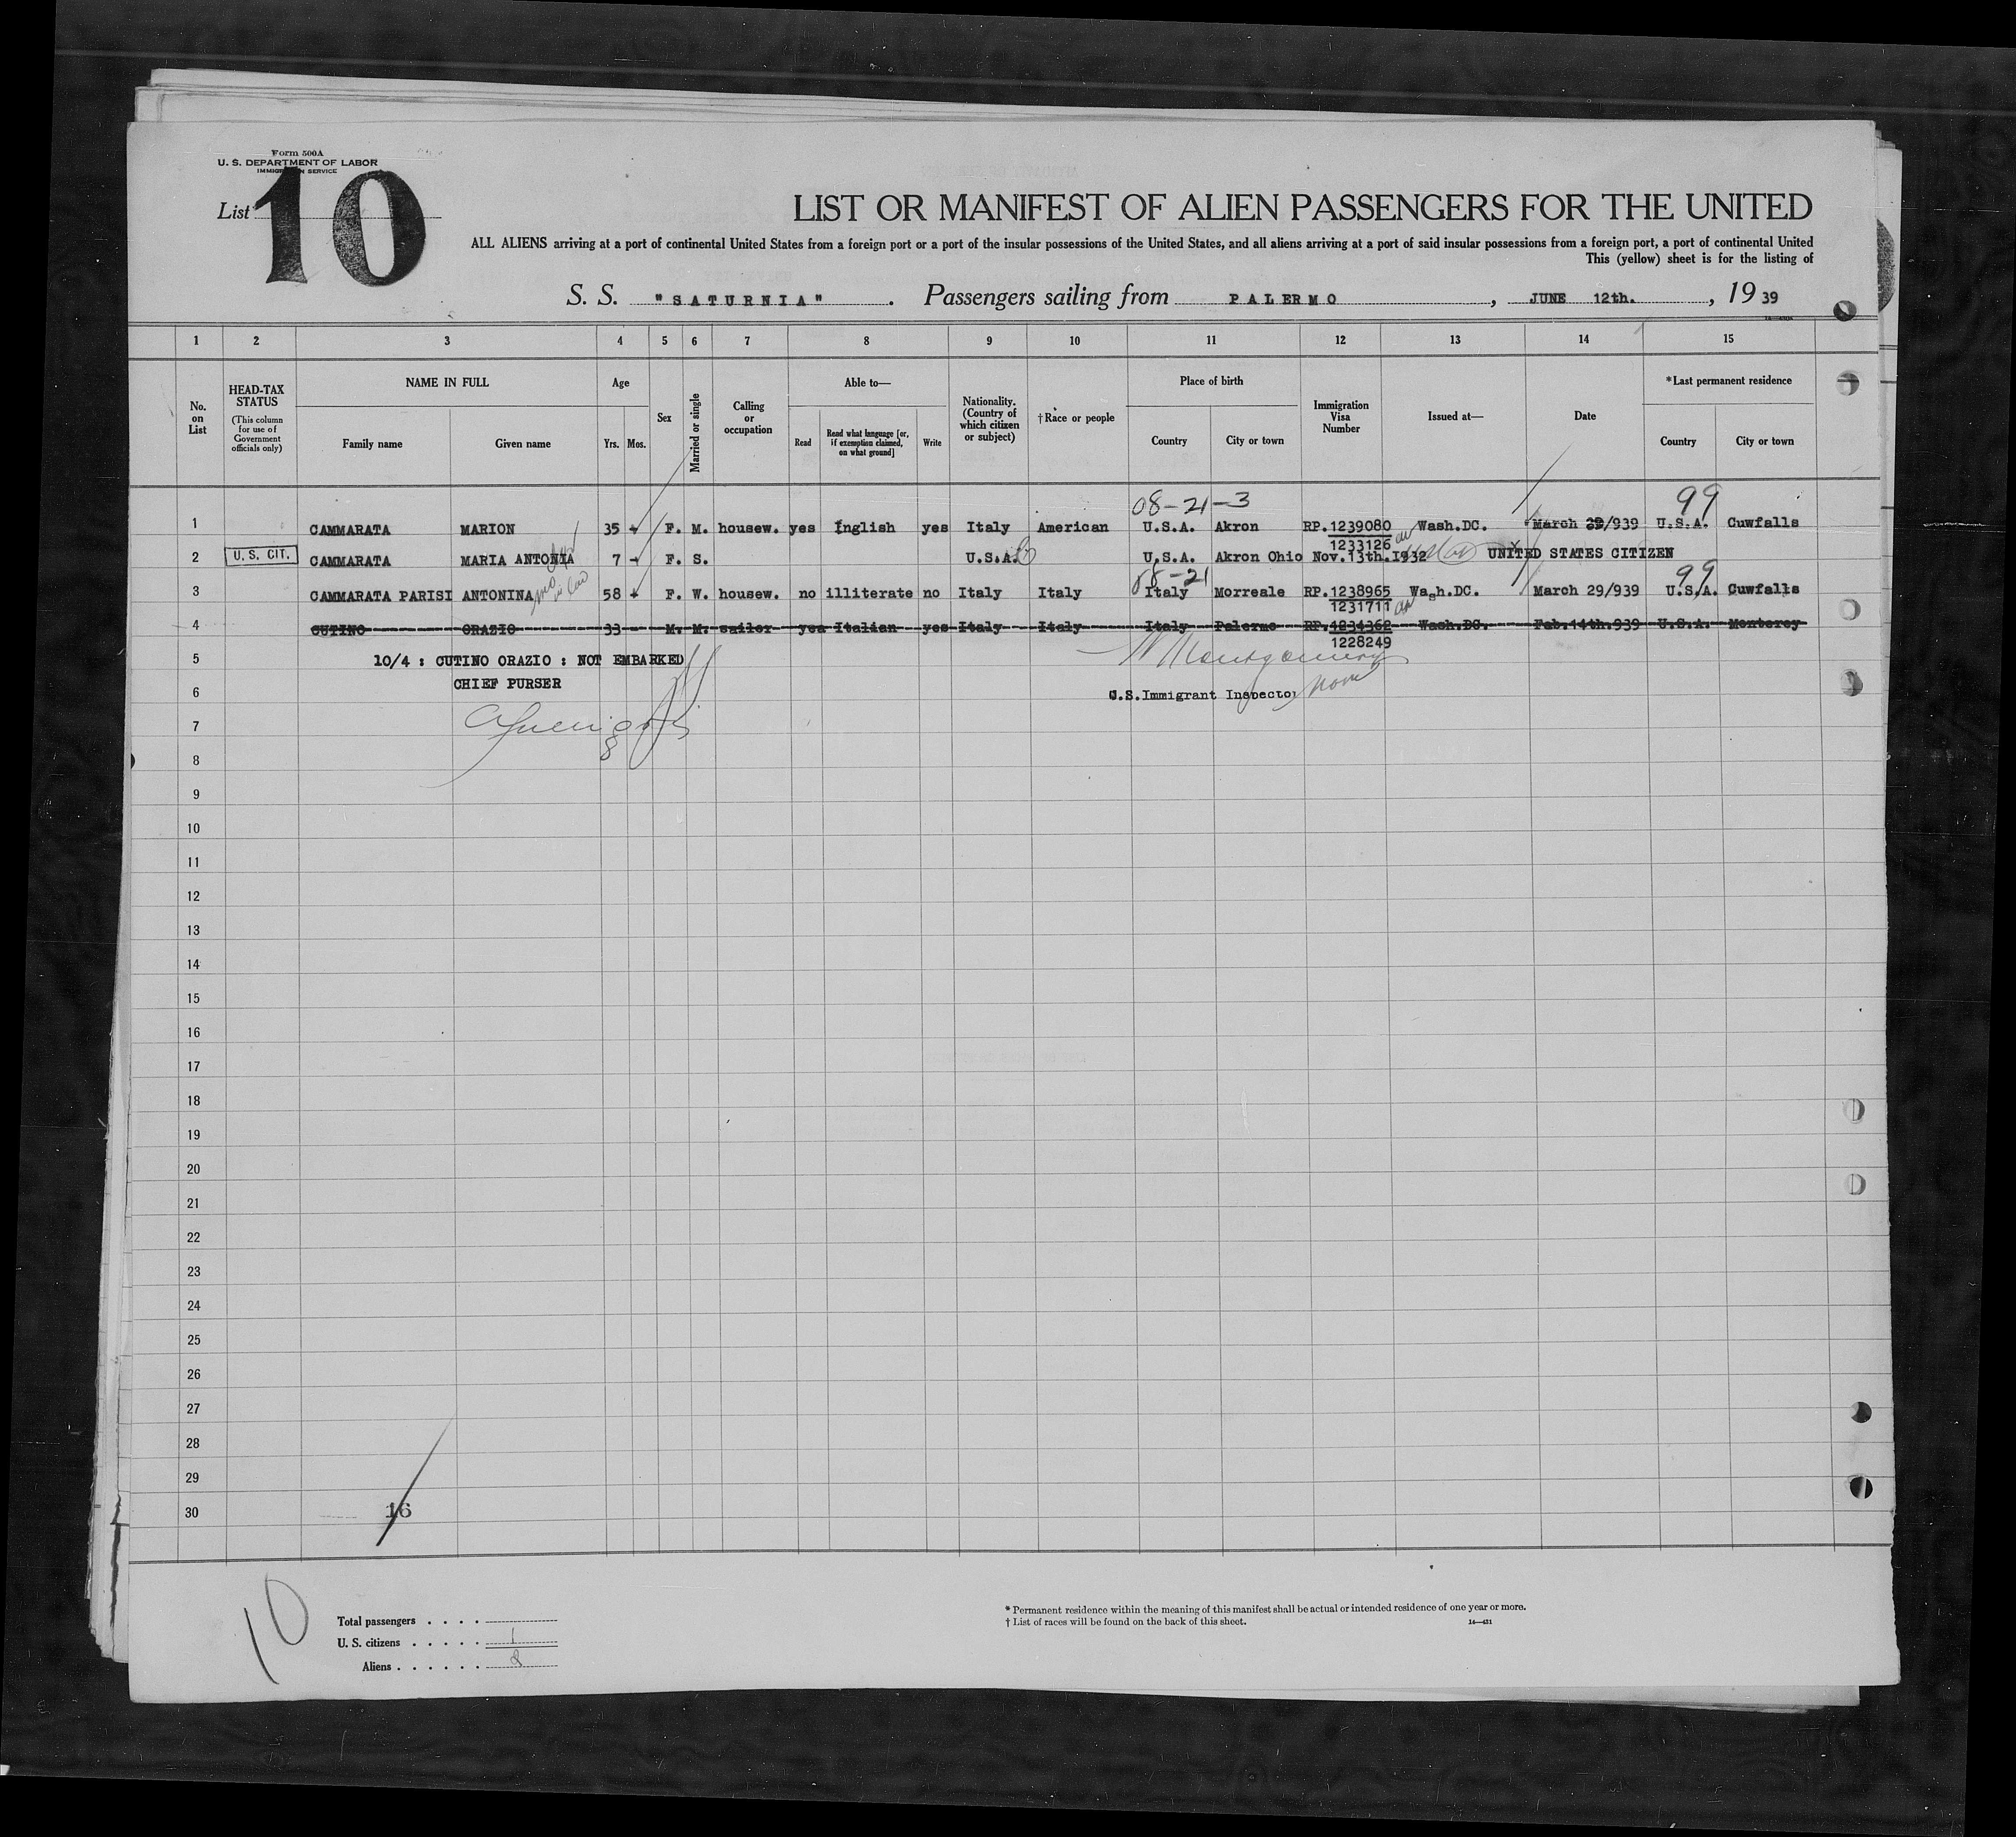 Form 500A
U. S. DEPARTMENT OF LABOR
IMMIGRATION SERVICE
List 10
LIST OR MANIFEST OF ALIEN PASSENGERS FOR THE UNITED
ALL ALIENS arriving at a port of continental United States from a foreign port or a port of the insular possessions of the United States, and all aliens arriving at a port of said insular possessions from a foreign port, a port of continental United
This (yellow) sheet is for the listing of
S. S. "SATURNIA" . Passengers sailing from PALERMO , JUNE 12th. , 19 39
1 2 3 4 5 6 7 8 9 10 11 12 13 14 15
No. on List
HEAD-TAX STATUS
(This column for use of Government officials only)
NAME IN FULL
Family name Given name
Age
Yrs. Mos.
Sex
Married or single
Calling or occupation
Able to—
Read
Read what language [or, if exemption claimed, on what ground]
Write
Nationality. (Country of which citizen or subject)
† Race or people
Place of birth
Country City or town
Immigration Visa Number
Issued at—
Date
* Last permanent residence
Country City or town
08-21-3 99
1 CAMMARATA MARION 35 F. M. housew. yes Inglish yes Italy American U.S.A. Akron RP.1239080 Wash.DC. March 29/939 U.S.A. Cuwfalls
1233126
2 U. S. CIT. CAMMARATA MARIA ANTONIA 7 F. S. U.S.A. U.S.A. Akron Ohio Nov.13th.1932 UNITED STATES CITIZEN
08-21 99
3 CAMMARATA PARISI ANTONINA 58 F. W. housew. no illiterate no Italy Italy Italy Morreale RP.1238965 Wash.DC. March 29/939 U.S.A. Cuwfalls
1231711
4 CUTINO ORAZIO 33 M. M. sailor yes Italian yes Italy Italy Italy Palermo RP.1234362 Wash.DC. Feb.14th.939 U.S.A. Monterey
1228249
5 10/4 : CUTINO ORAZIO : NOT EMBARKED
Montgomery
CHIEF PURSER
6 U.S.Immigrant Inspector
7
8
9
10
11
12
13
14
15
16
17
18
19
20
21
22
23
24
25
26
27
28
29
30 16
10
Total passengers . . . .
U. S. citizens . . . . . 1
Aliens . . . . . .
* Permanent residence within the meaning of this manifest shall be actual or intended residence of one year or more.
† List of races will be found on the back of this sheet. 14—431